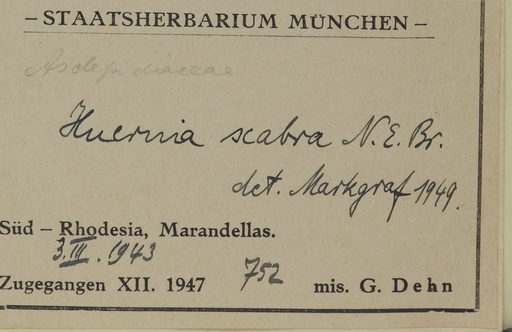 – STAATSHERBARIUM MÜNCHEN –
Asclepidiaceae
Huernia scabra N.E. Br.
det. Markgraf 1949.
Süd – Rhodesia, Marandellas.
3.III.1943
Zugegangen XII. 1947 752 mis. G. Dehn